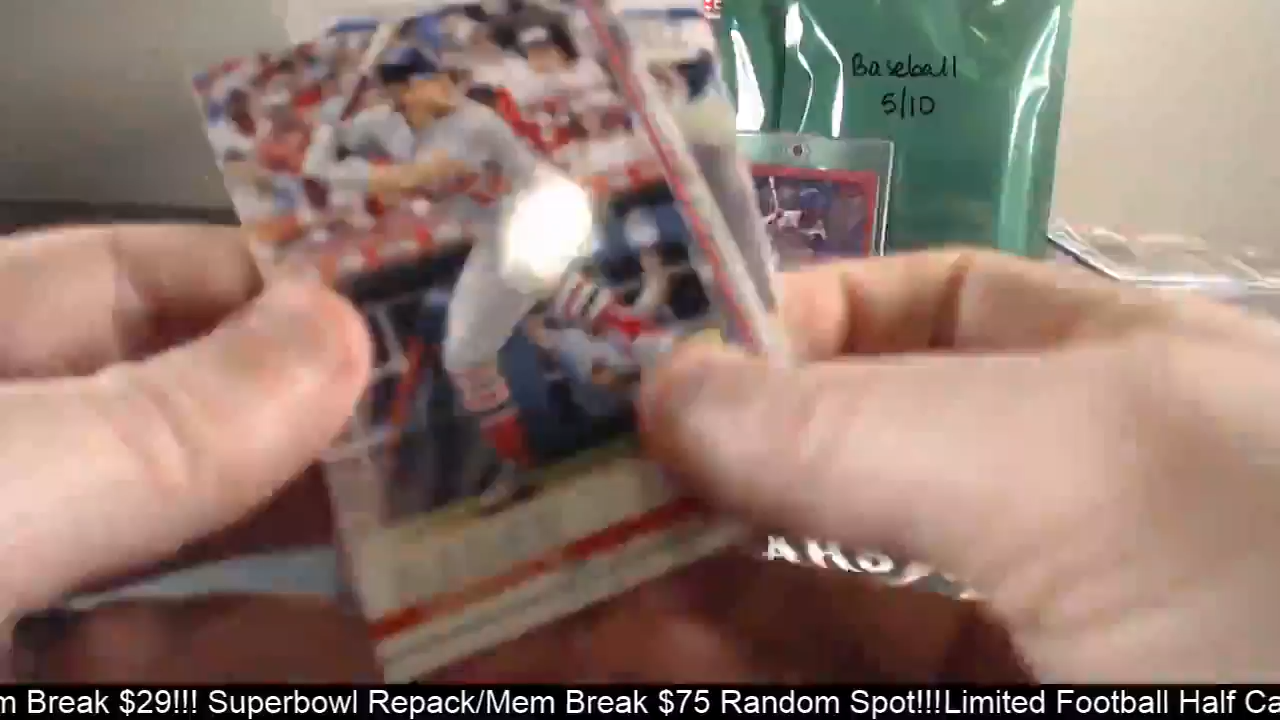 Baseball
5/10
m Break $29!!! Superbowl Repack/Mem Break $75 Random Spot!!!Limited Football Half Ca